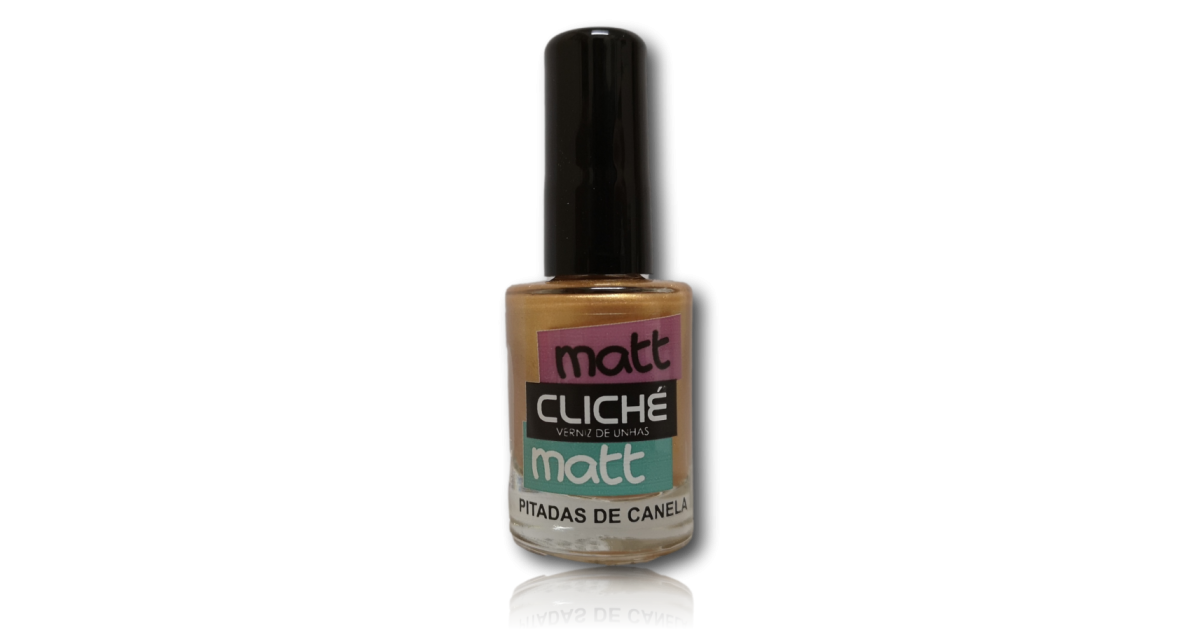 matt
CLICHÉ
VERNIZ DE UNHAS
matt
PITADAS DE CANELA